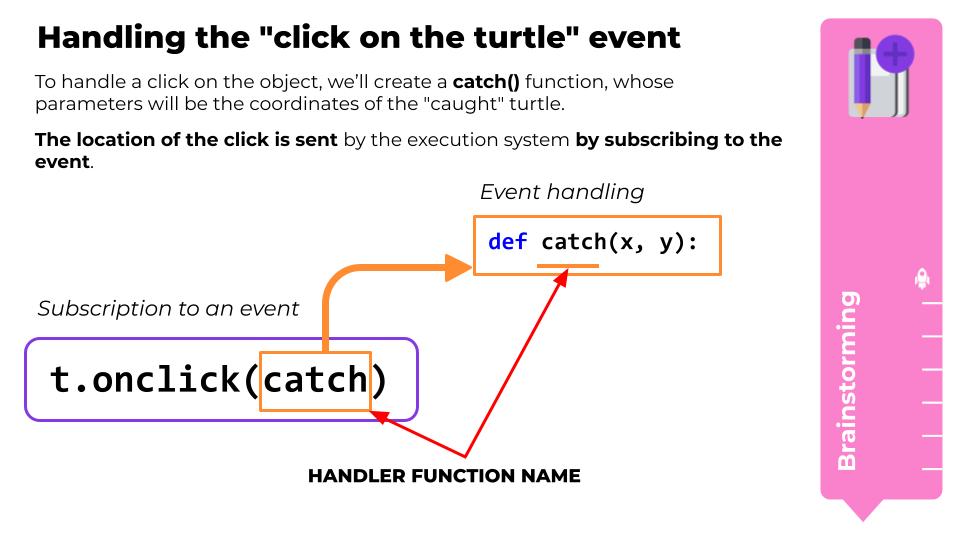 Handling the "click on the turtle" event
To handle a click on the object, we’ll create a catch() function, whose
parameters will be the coordinates of the "caught" turtle.
The location of the click is sent by the execution system by subscribing to the
event.
Event handling
def catch(x, y):
Subscription to an event
t.onclick(catch)
HANDLER FUNCTION NAME
Brainstorming